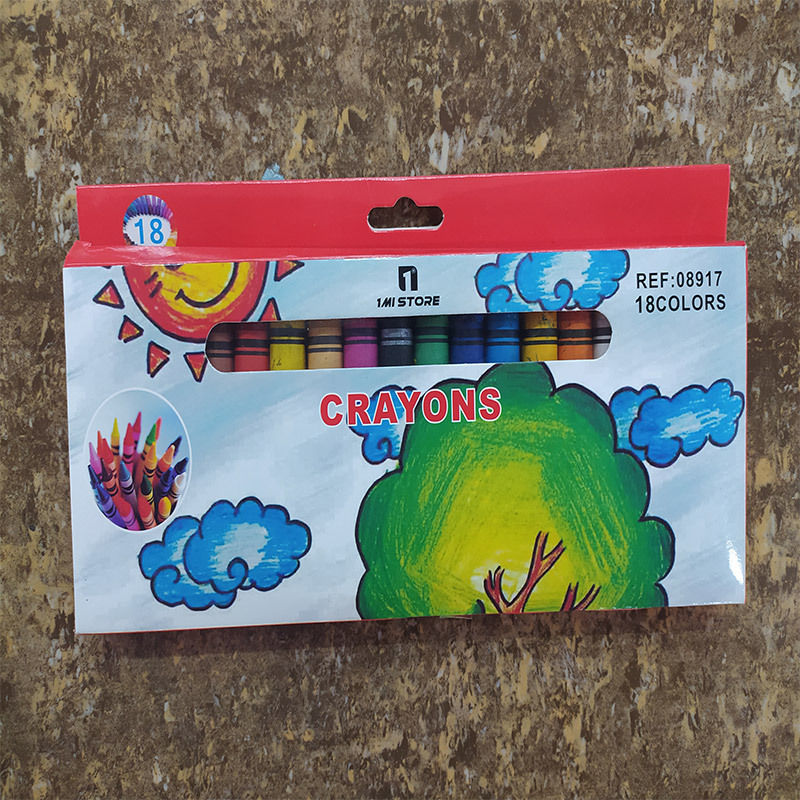 18
1MI STORE
REF:08917
18COLORS
CRAYONS